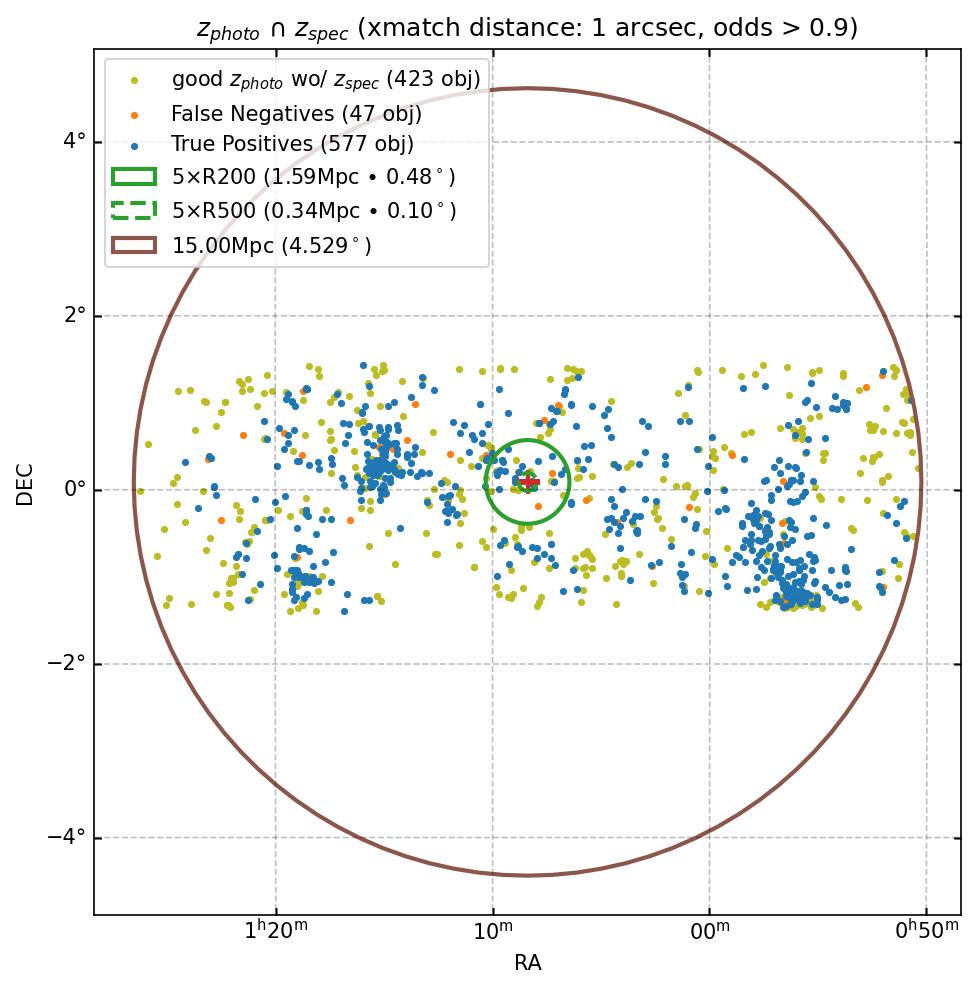 z_photo ∩ z_spec (xmatch distance: 1 arcsec, odds > 0.9)
good z_photo wo/ z_spec (423 obj)
False Negatives (47 obj)
True Positives (577 obj)
5×R200 (1.59Mpc • 0.48°)
5×R500 (0.34Mpc • 0.10°)
15.00Mpc (4.529°)
4°
2°
0°
−2°
−4°
DEC
1ʰ20ᵐ 10ᵐ 00ᵐ 0ʰ50ᵐ
RA